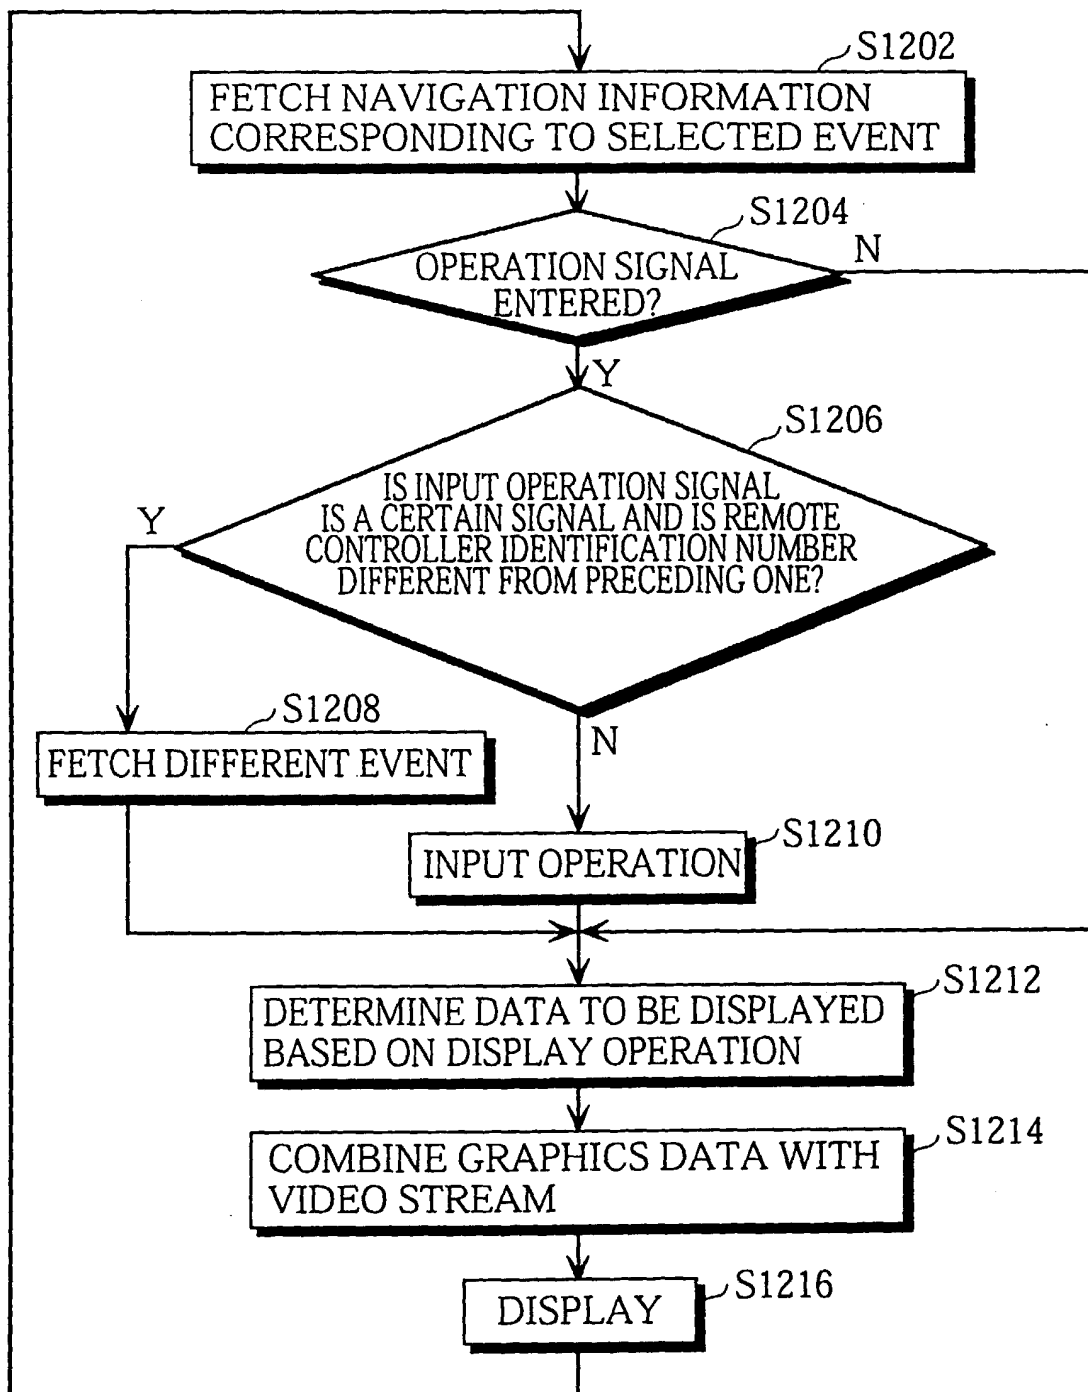 S1202
FETCH NAVIGATION INFORMATION
CORRESPONDING TO SELECTED EVENT
S1204
N
OPERATION SIGNAL
ENTERED?
Y
S1206
IS INPUT OPERATION SIGNAL
IS A CERTAIN SIGNAL AND IS REMOTE
CONTROLLER IDENTIFICATION NUMBER
DIFFERENT FROM PRECEDING ONE?
Y
S1208
N
FETCH DIFFERENT EVENT
S1210
INPUT OPERATION
S1212
DETERMINE DATA TO BE DISPLAYED
BASED ON DISPLAY OPERATION
S1214
COMBINE GRAPHICS DATA WITH
VIDEO STREAM
S1216
DISPLAY